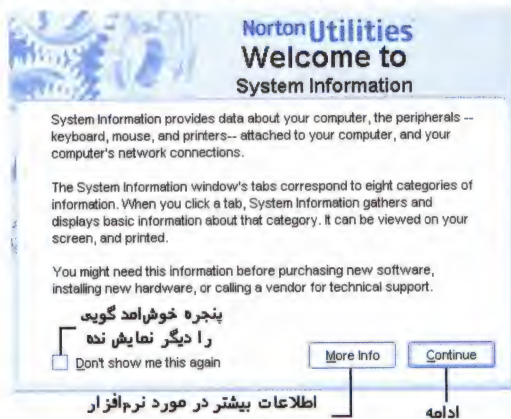 Norton Utilities
Welcome to
System Information
System Information provides data about your computer, the peripherals --
keyboard, mouse, and printers-- attached to your computer, and your
computer's network connections.
The System Information window's tabs correspond to eight categories of
information. When you click a tab, System Information gathers and
displays basic information about that category. It can be viewed on your
screen, and printed.
You might need this information before purchasing new software,
installing new hardware, or calling a vendor for technical support.
پنجره خوش‌امد گویی
را دیگر نمایش نده
Don't show me this again
More Info
Continue
اطلاعات بیشتر در مورد نرم‌افزار
ادامه